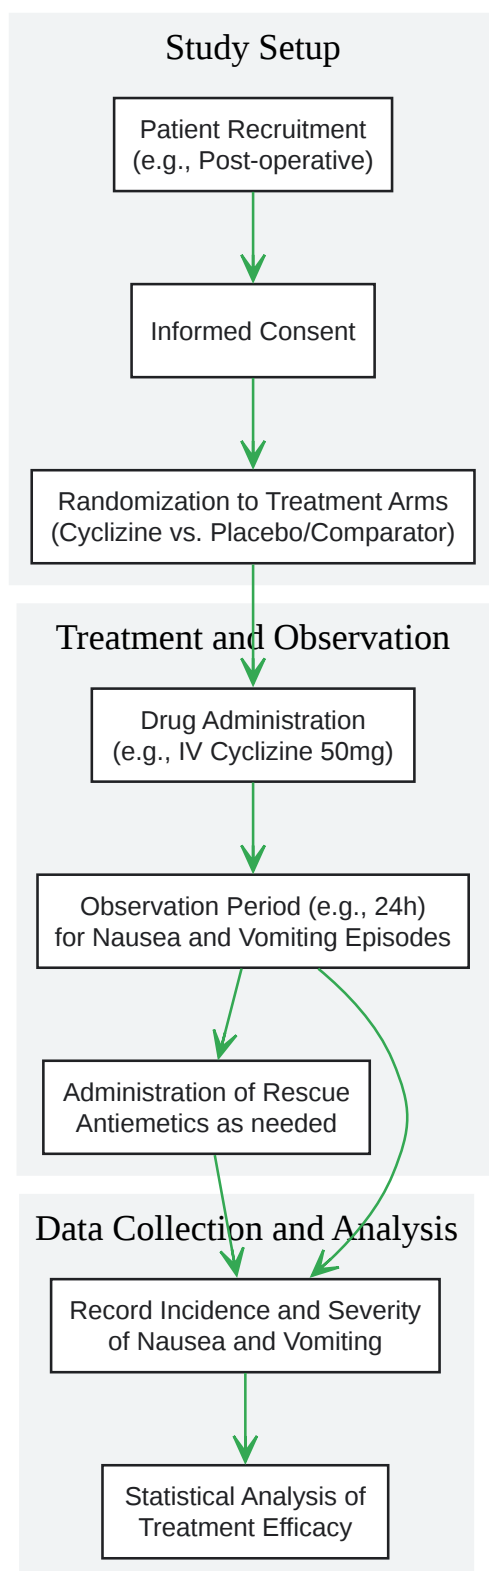 Study Setup
Patient Recruitment
(e.g., Post-operative)
Informed Consent
Randomization to Treatment Arms
(Cyclizine vs. Placebo/Comparator)
Treatment and Observation
Drug Administration
(e.g., IV Cyclizine 50mg)
Observation Period (e.g., 24h)
for Nausea and Vomiting Episodes
Administration of Rescue
Antiemetics as needed
Data Collection and Analysis
Record Incidence and Severity
of Nausea and Vomiting
Statistical Analysis of
Treatment Efficacy